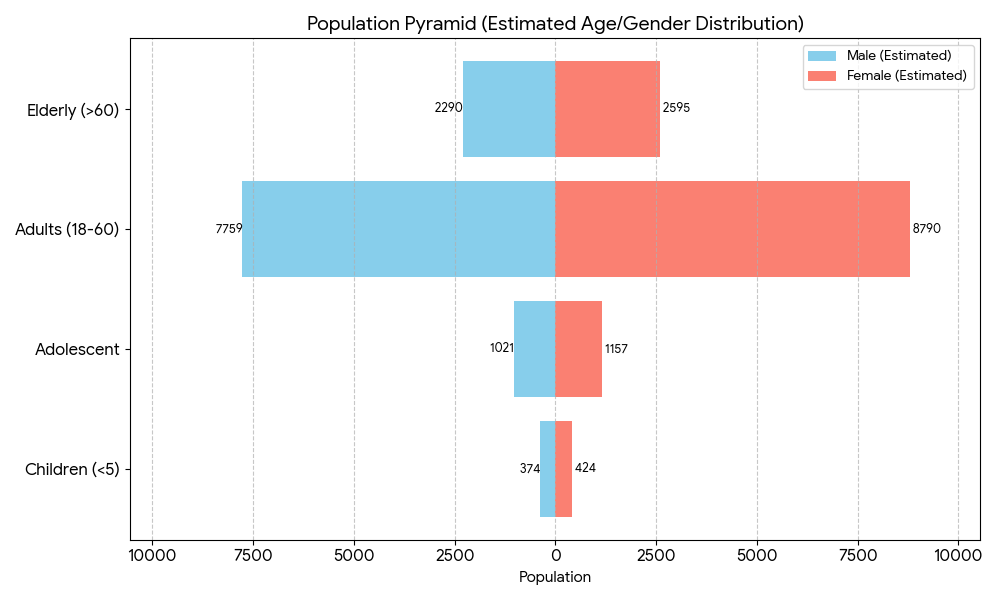 Population Pyramid (Estimated Age/Gender Distribution)
Male (Estimated)
Female (Estimated)
Elderly (>60)
2290
2595
Adults (18-60)
7759
8790
Adolescent
1021
1157
Children (<5)
374
424
10000 7500 5000 2500 0 2500 5000 7500 10000
Population